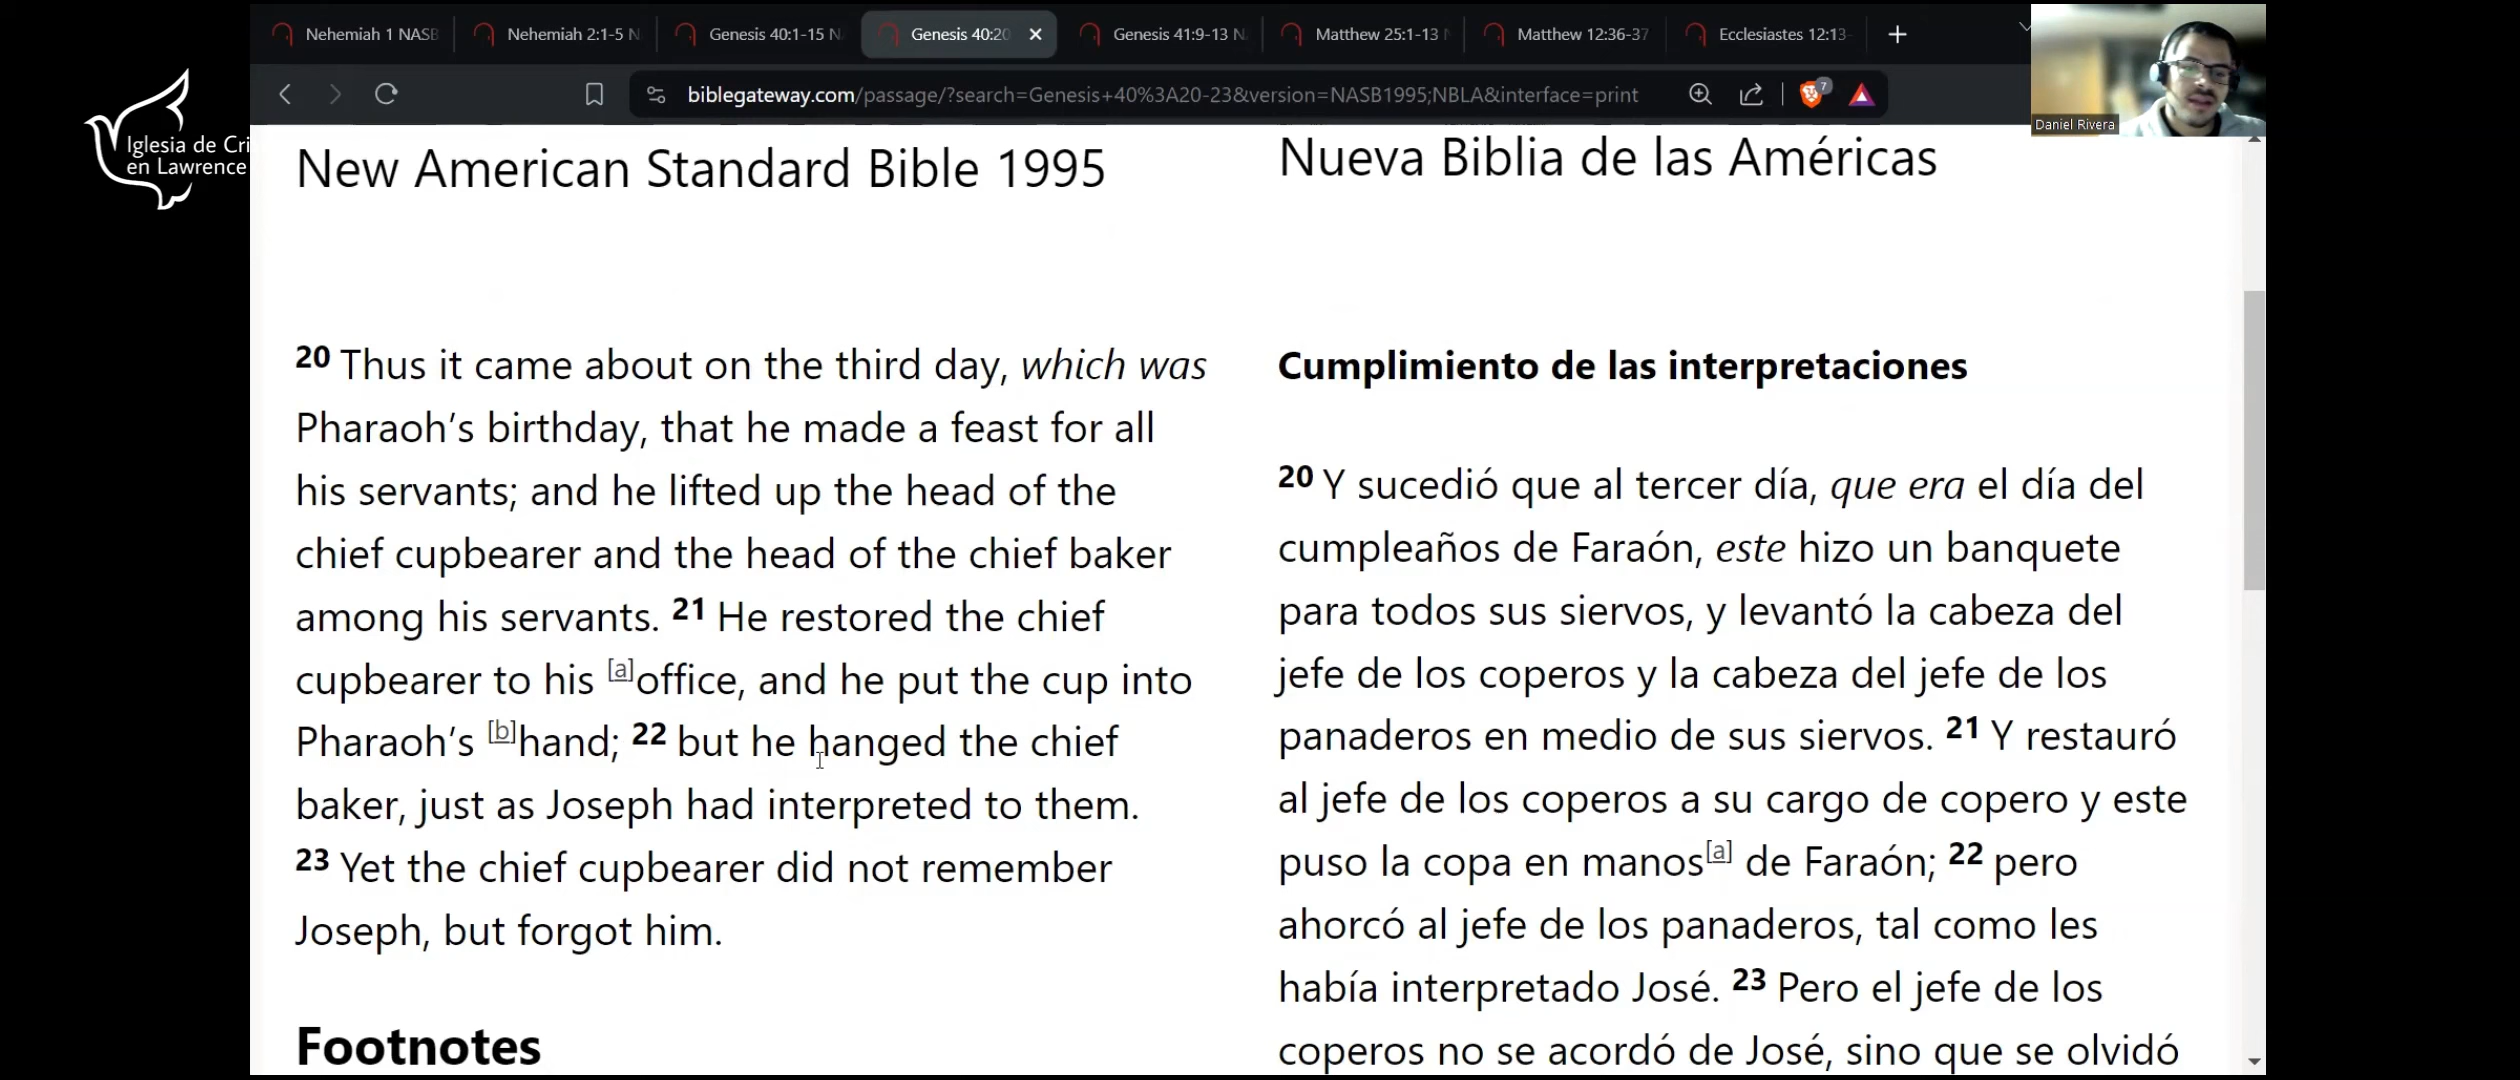 Nehemiah 1 NASB
Nehemiah 2:1-5 N
Genesis 40:1-15 N
Genesis 40:20
Genesis 41:9-13 N
Matthew 25:1-13 N
Matthew 12:36-37
Ecclesiastes 12:13-
biblegateway.com/passage/?search=Genesis+40%3A20-23&version=NASB1995;NBLA&interface=print
7
Daniel Rivera
Iglesia de Cri
en Lawrence
New American Standard Bible 1995
20 Thus it came about on the third day, which was
Pharaoh’s birthday, that he made a feast for all
his servants; and he lifted up the head of the
chief cupbearer and the head of the chief baker
among his servants. 21 He restored the chief
cupbearer to his [a]office, and he put the cup into
Pharaoh’s [b]hand; 22 but he hanged the chief
baker, just as Joseph had interpreted to them.
23 Yet the chief cupbearer did not remember
Joseph, but forgot him.
Footnotes
Nueva Biblia de las Américas
Cumplimiento de las interpretaciones
20 Y sucedió que al tercer día, que era el día del
cumpleaños de Faraón, este hizo un banquete
para todos sus siervos, y levantó la cabeza del
jefe de los coperos y la cabeza del jefe de los
panaderos en medio de sus siervos. 21 Y restauró
al jefe de los coperos a su cargo de copero y este
puso la copa en manos[a] de Faraón; 22 pero
ahorcó al jefe de los panaderos, tal como les
había interpretado José. 23 Pero el jefe de los
coperos no se acordó de José, sino que se olvidó